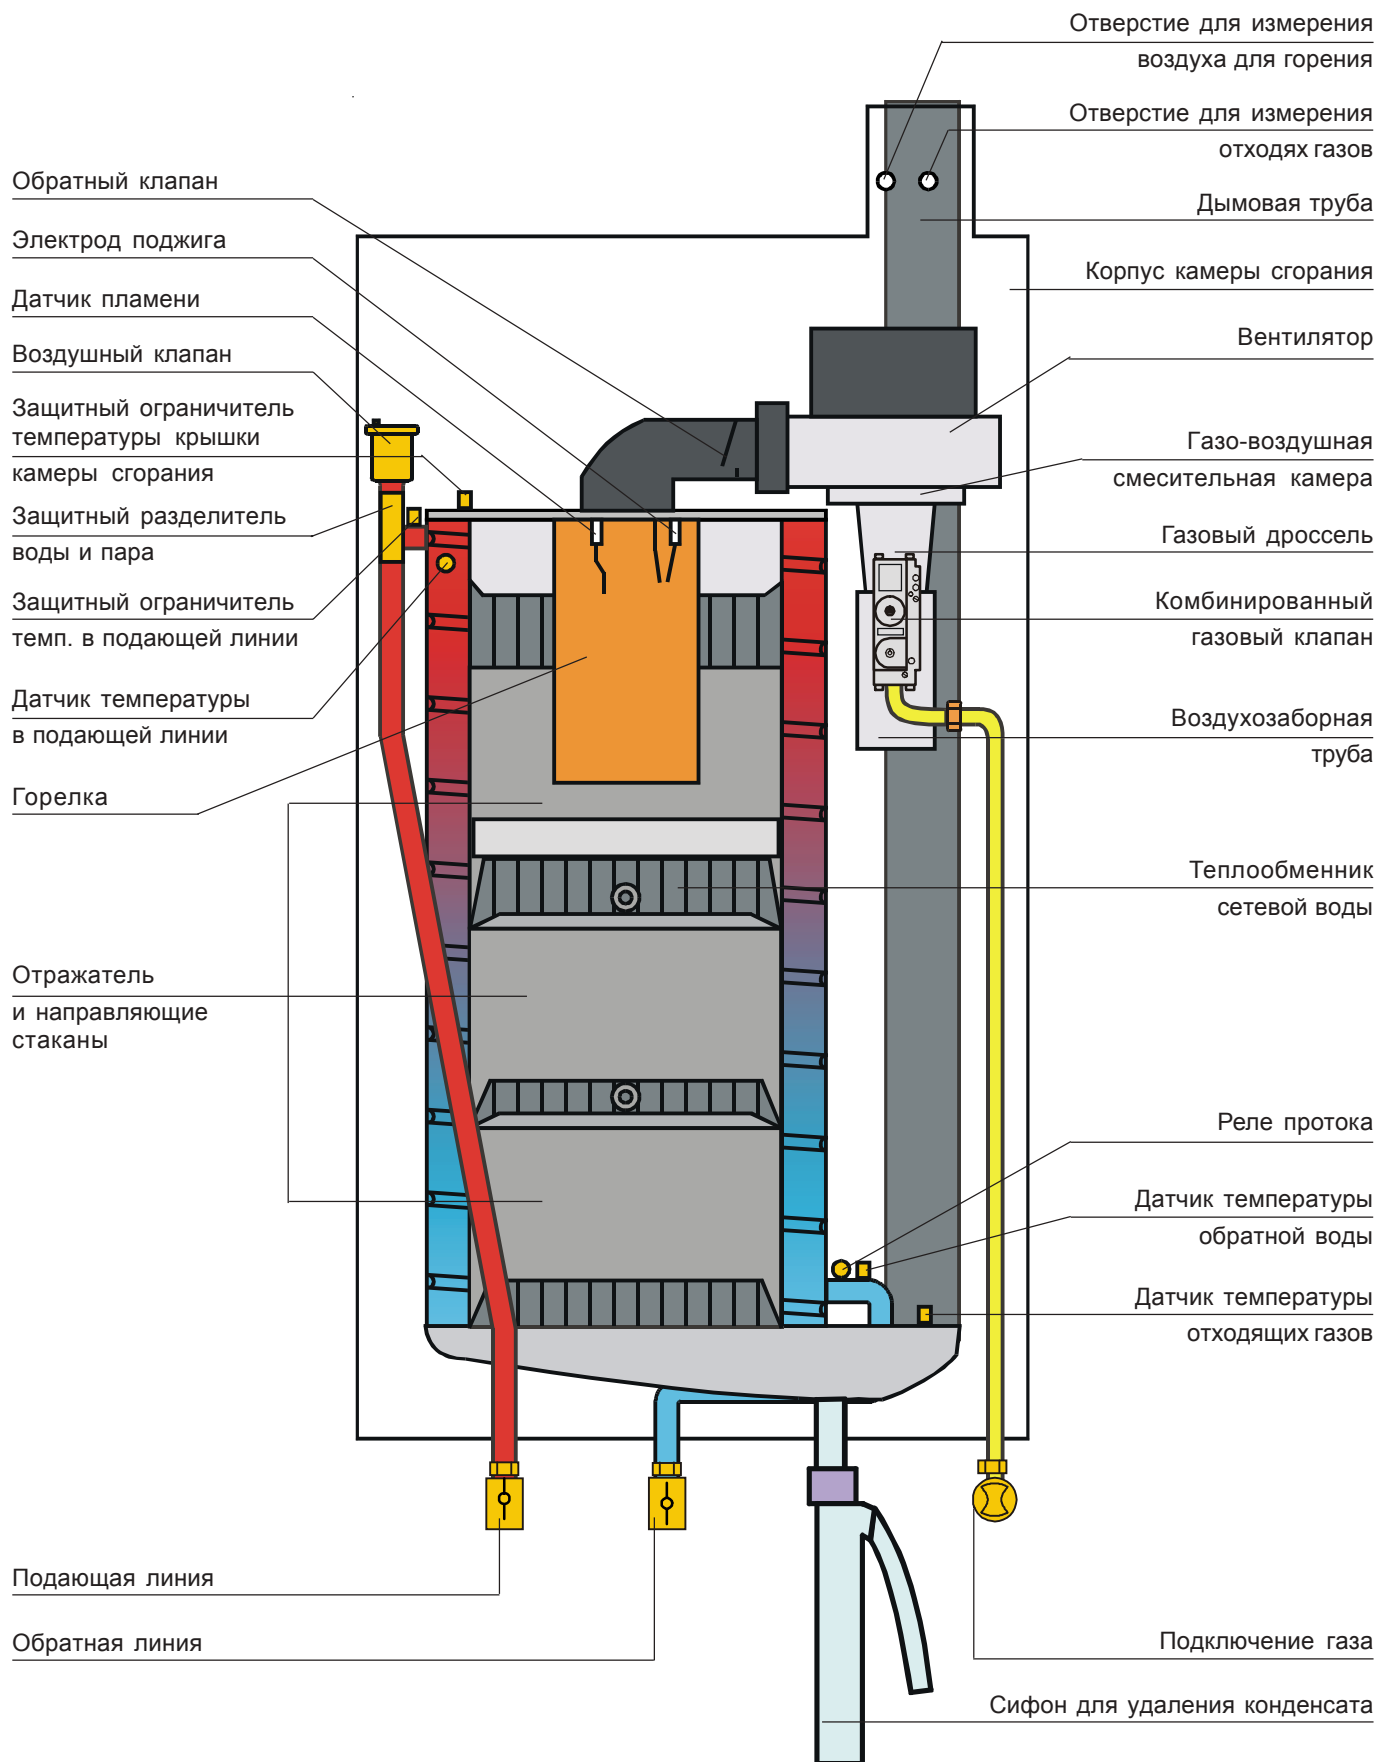 Обратный клапан
Электрод поджига
Датчик пламени
Воздушный клапан
Защитный ограничитель
температуры крышки
камеры сгорания
Защитный разделитель
воды и пара
Защитный ограничитель
темп. в подающей линии
Датчик температуры
в подающей линии
Горелка
Отражатель
и направляющие
стаканы
Подающая линия
Обратная линия
Отверстие для измерения
воздуха для горения
Отверстие для измерения
отходях газов
Дымовая труба
Корпус камеры сгорания
Вентилятор
Газо-воздушная
смесительная камера
Газовый дроссель
Комбинированный
газовый клапан
Воздухозаборная
труба
Теплообменник
сетевой воды
Реле протока
Датчик температуры
обратной воды
Датчик температуры
отходящих газов
Подключение газа
Сифон для удаления конденсата